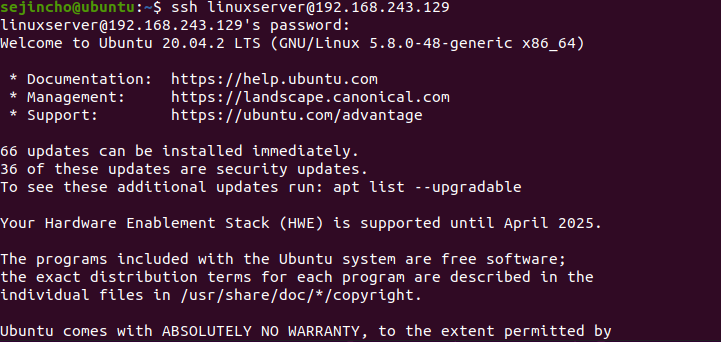 sejincho@ubuntu:~$ ssh linuxserver@192.168.243.129
linuxserver@192.168.243.129's password:
Welcome to Ubuntu 20.04.2 LTS (GNU/Linux 5.8.0-48-generic x86_64)

 * Documentation:  https://help.ubuntu.com
 * Management:     https://landscape.canonical.com
 * Support:        https://ubuntu.com/advantage

66 updates can be installed immediately.
36 of these updates are security updates.
To see these additional updates run: apt list --upgradable

Your Hardware Enablement Stack (HWE) is supported until April 2025.

The programs included with the Ubuntu system are free software;
the exact distribution terms for each program are described in the
individual files in /usr/share/doc/*/copyright.

Ubuntu comes with ABSOLUTELY NO WARRANTY, to the extent permitted by